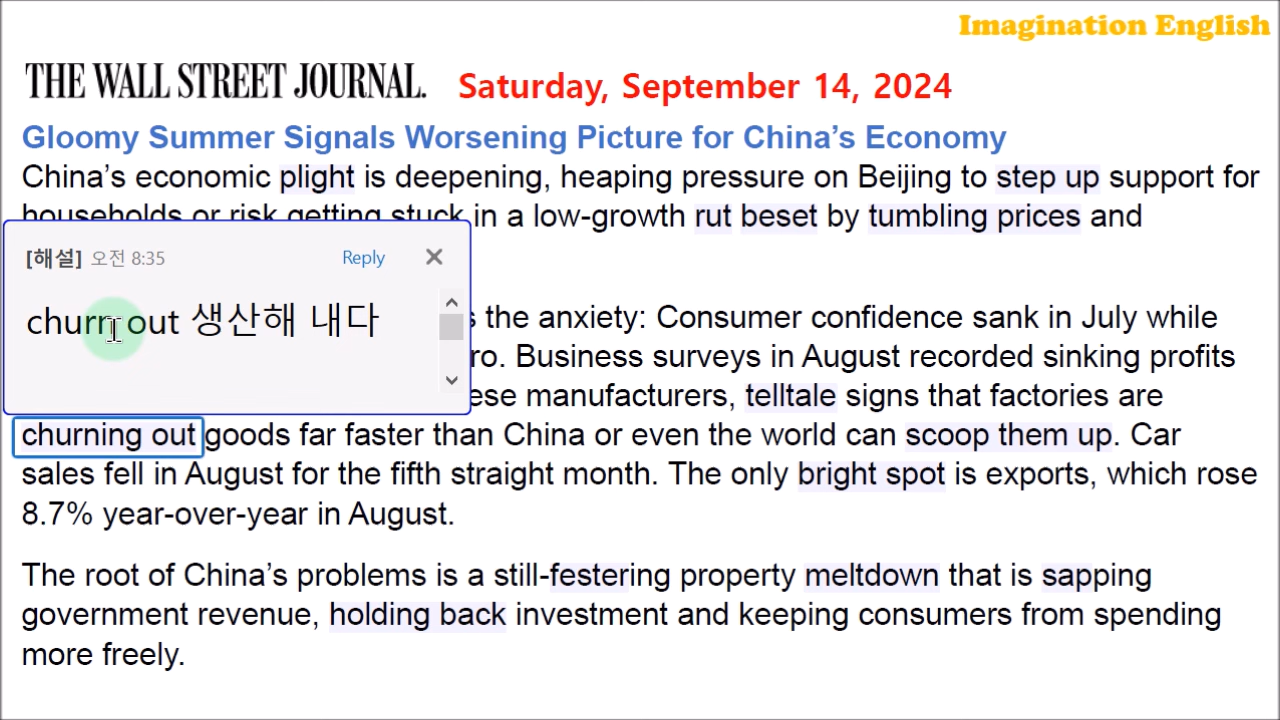 Imagination English
THE WALL STREET JOURNAL. Saturday, September 14, 2024
Gloomy Summer Signals Worsening Picture for China’s Economy
China’s economic plight is deepening, heaping pressure on Beijing to step up support for
households or risk getting stuck in a low-growth rut beset by tumbling prices and
[해설] 오전 8:35 Reply
churn out 생산해 내다
the anxiety: Consumer confidence sank in July while
Business surveys in August recorded sinking profits
manufacturers, telltale signs that factories are
churning out goods far faster than China or even the world can scoop them up. Car
sales fell in August for the fifth straight month. The only bright spot is exports, which rose
8.7% year-over-year in August.
The root of China’s problems is a still-festering property meltdown that is sapping
government revenue, holding back investment and keeping consumers from spending
more freely.